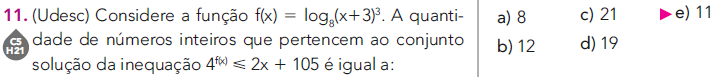 11. (Udesc) Considere a função f(x) = log₈(x+3)³. A quanti-
dade de números inteiros que pertencem ao conjunto
solução da inequação 4^f(x) ⩽ 2x + 105 é igual a:
C5
H21
a) 8
b) 12
c) 21
d) 19
▶e) 11